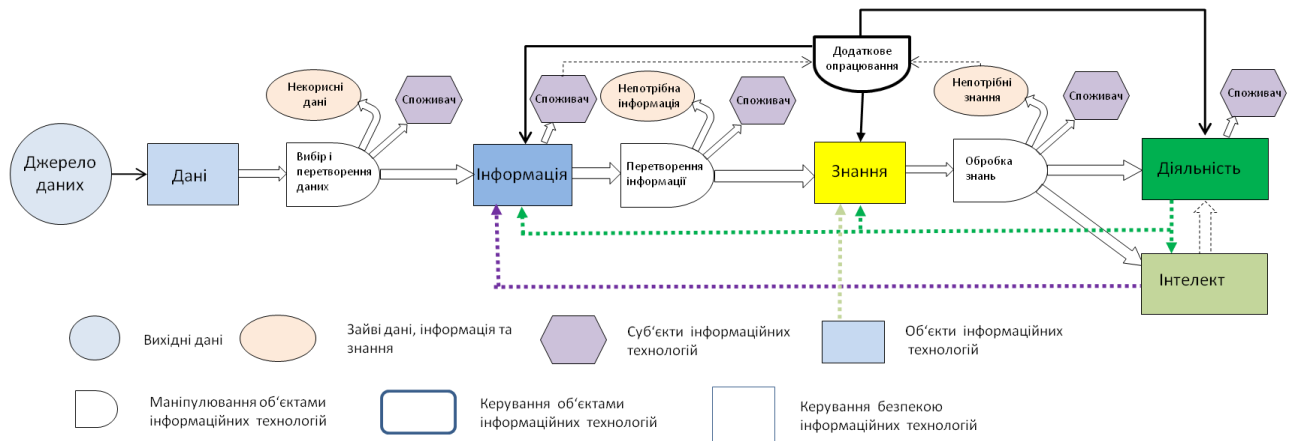 Додаткове
опрацювання
Некорисні
дані
Споживач
Споживач
Непотрібна
інформація
Споживач
Непотрібні
знання
Споживач
Споживач
Джерело
даних
Дані
Вибір і
перетворення
даних
Інформація
Перетворення
інформації
Знання
Обробка
знань
Діяльність
Інтелект
Вихідні дані
Зайві дані, інформація та
знання
Суб‘єкти інформаційних
технологій
Об‘єкти інформаційних
технологій
Маніпулювання об‘єктами
інформаційних технологій
Керування об‘єктами
інформаційних технологій
Керування безпекою
інформаційних технологій